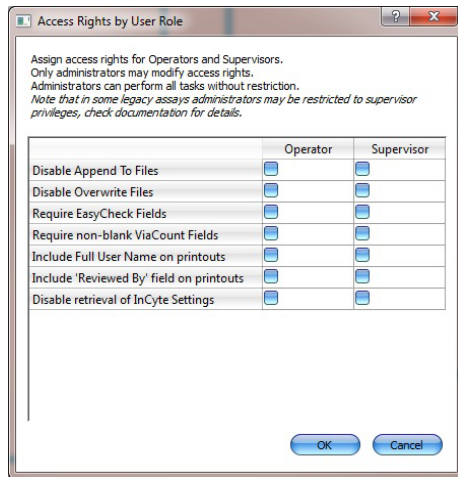 Access Rights by User Role
Assign access rights for Operators and Supervisors.
Only administrators may modify access rights.
Administrators can perform all tasks without restriction.
Note that in some legacy assays administrators may be restricted to supervisor
privileges, check documentation for details.
Operator Supervisor
Disable Append To Files
Disable Overwrite Files
Require EasyCheck Fields
Require non-blank ViaCount Fields
Include Full User Name on printouts
Include 'Reviewed By' field on printouts
Disable retrieval of InCyte Settings
OK Cancel